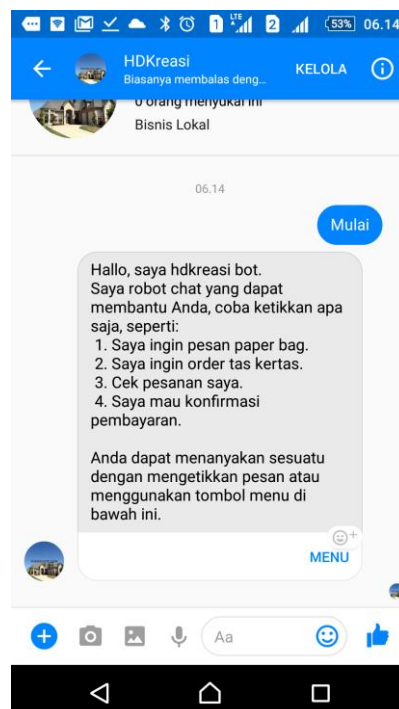 LTE
1
2
53%
06.14
HDKreasi
Biasanya membalas deng...
KELOLA
0 orang menyukai ini
Bisnis Lokal
06.14
Mulai
Hallo, saya hdkreasi bot.
Saya robot chat yang dapat
membantu Anda, coba ketikkan apa
saja, seperti:
1. Saya ingin pesan paper bag.
2. Saya ingin order tas kertas.
3. Cek pesanan saya.
4. Saya mau konfirmasi
pembayaran.
Anda dapat menanyakan sesuatu
dengan mengetikkan pesan atau
menggunakan tombol menu di
bawah ini.
MENU
Aa